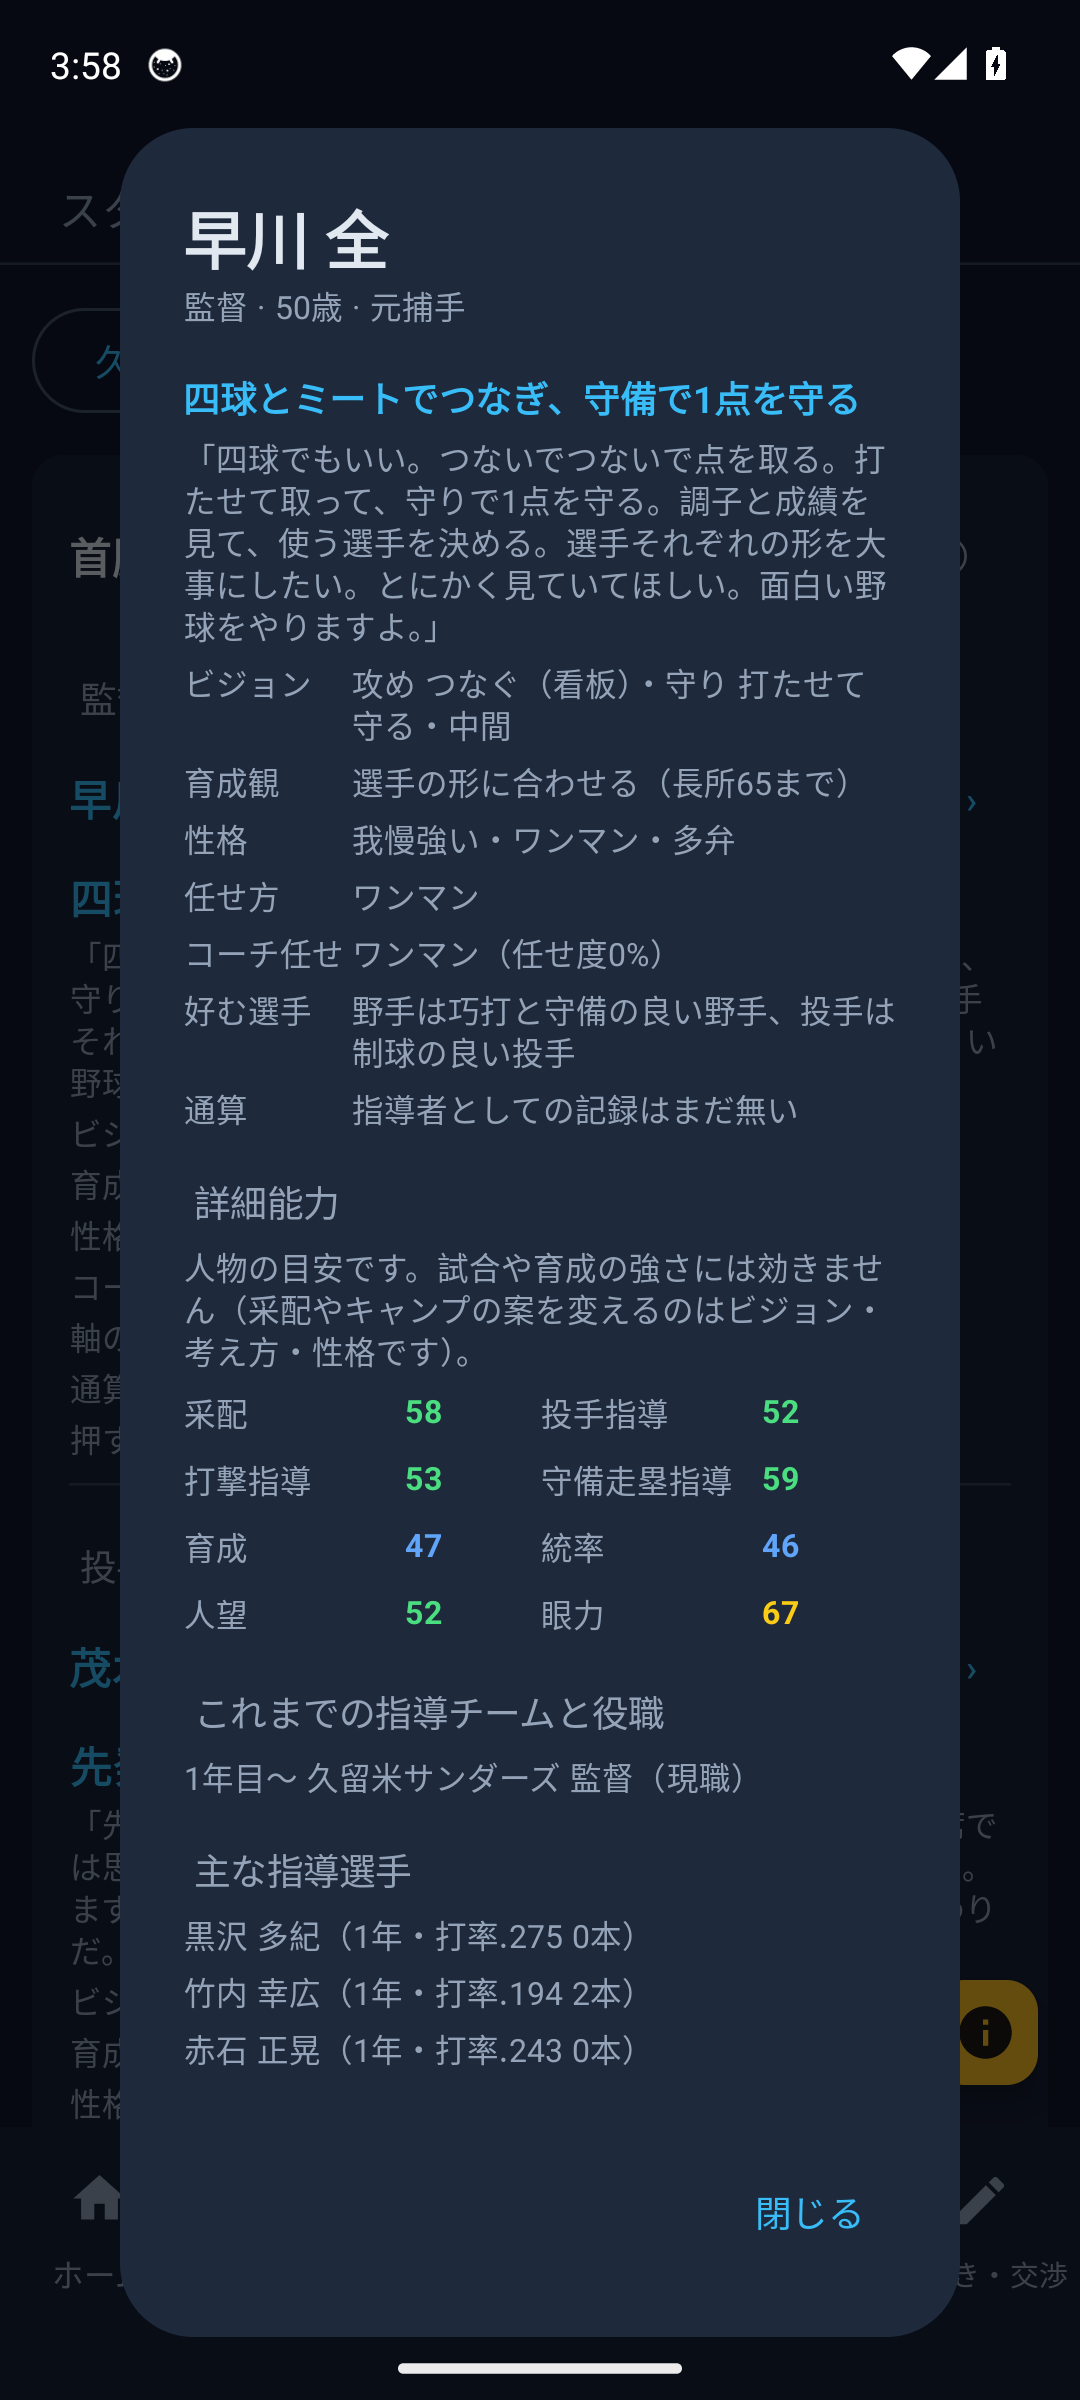 3:58
早川 全
監督 · 50歳 · 元捕手
四球とミートでつなぎ、守備で1点を守る
「四球でもいい。つないでつないで点を取る。打
たせて取って、守りで1点を守る。調子と成績を
見て、使う選手を決める。選手それぞれの形を大
事にしたい。とにかく見ていてほしい。面白い野
球をやりますよ。」
ビジョン 攻め つなぐ（看板）・守り 打たせて
守る・中間
育成観 選手の形に合わせる（長所65まで）
性格 我慢強い・ワンマン・多弁
任せ方 ワンマン
コーチ任せ ワンマン（任せ度0%）
好む選手 野手は巧打と守備の良い野手、投手は
制球の良い投手
通算 指導者としての記録はまだ無い
詳細能力
人物の目安です。試合や育成の強さには効きませ
ん（采配やキャンプの案を変えるのはビジョン・
考え方・性格です）。
采配 58 投手指導 52
打撃指導 53 守備走塁指導 59
育成 47 統率 46
人望 52 眼力 67
これまでの指導チームと役職
1年目〜 久留米サンダーズ 監督（現職）
主な指導選手
黒沢 多紀（1年・打率.275 0本）
竹内 幸広（1年・打率.194 2本）
赤石 正晃（1年・打率.243 0本）
閉じる
ホー
き・交渉